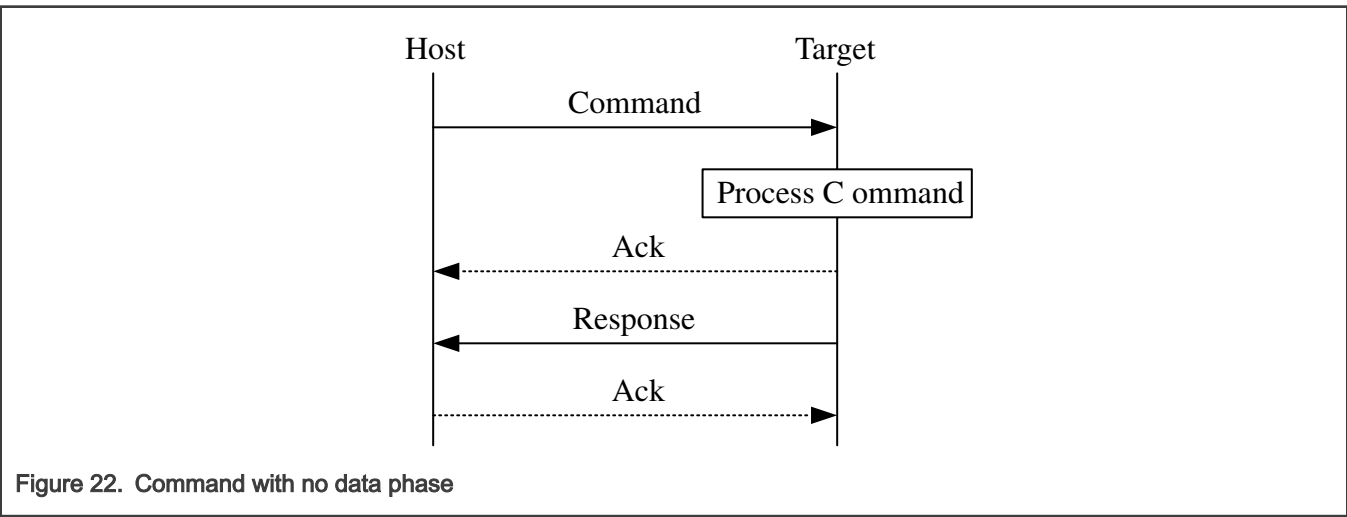 Host Target
Command
Process C ommand
Ack
Response
Ack
Figure 22. Command with no data phase